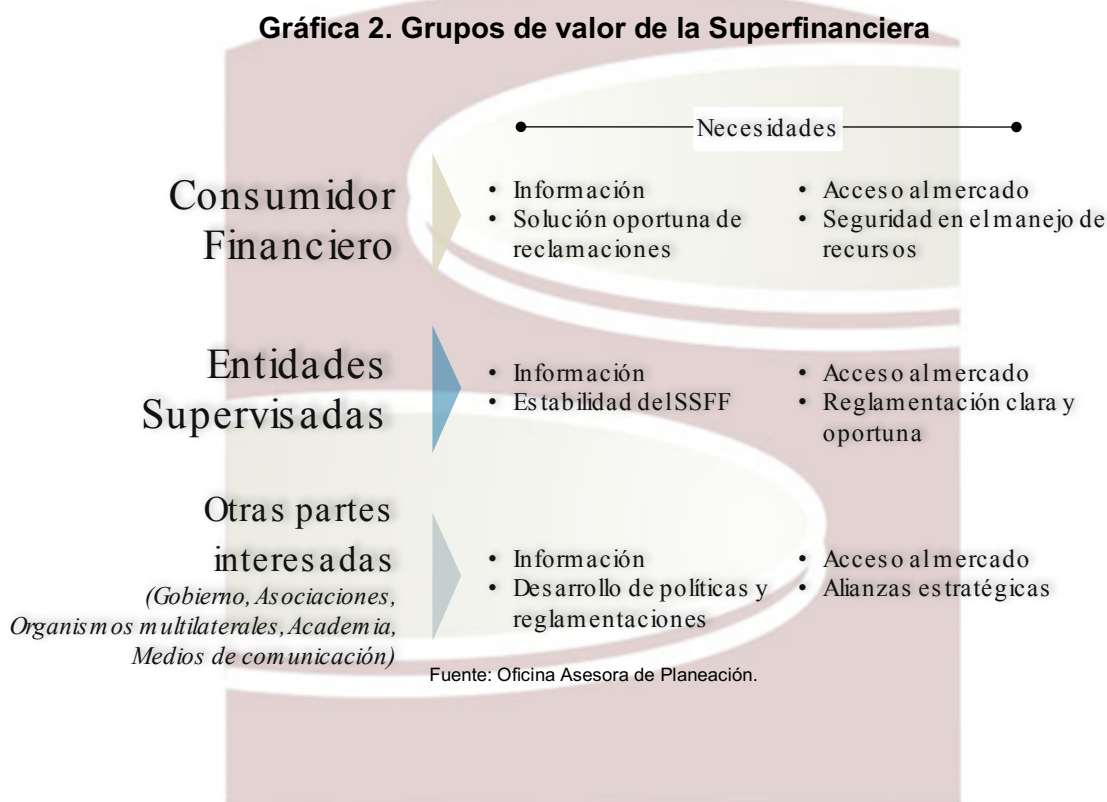 Gráfica 2. Grupos de valor de la Superfinanciera
Necesidades
Consumidor
Financiero
• Información
• Solución oportuna de
reclamaciones
• Acceso al mercado
• Seguridad en el manejo de
recursos
Entidades
Supervisadas
• Información
• Estabilidad del SSFF
• Acceso al mercado
• Reglamentación clara y
oportuna
Otras partes
interesadas
(Gobierno, Asociaciones,
Organismos multilaterales, Academia,
Medios de comunicación)
• Información
• Desarrollo de políticas y
reglamentaciones
• Acceso al mercado
• Alianzas estratégicas
Fuente: Oficina Asesora de Planeación.